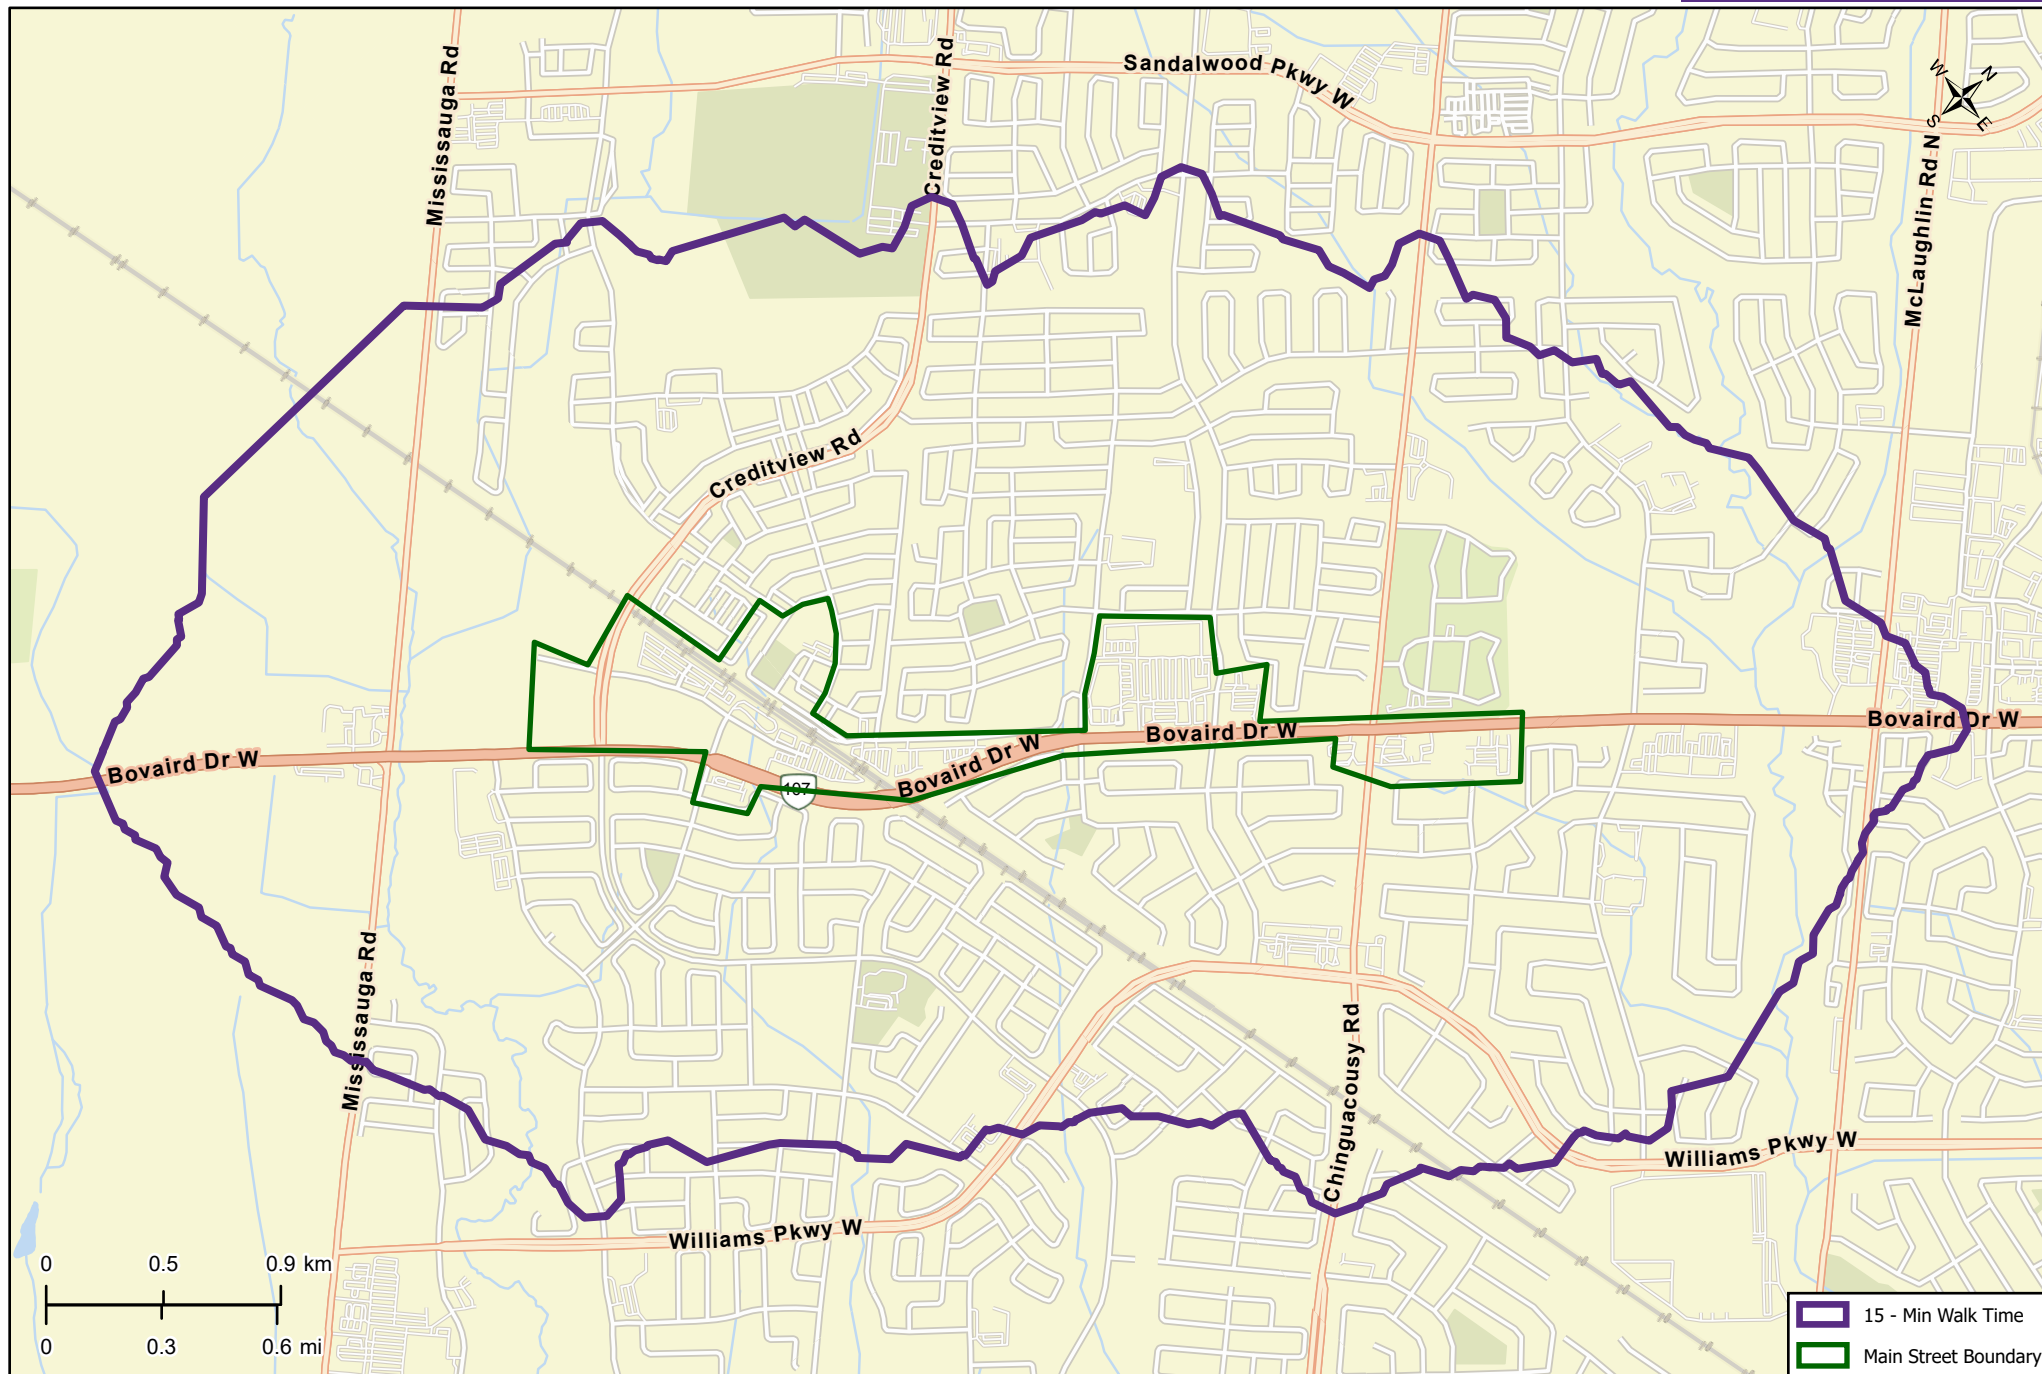 Mississauga Rd
Creditview Rd
Sandalwood Pkwy W
W
N
S
E
McLaughlin Rd N
Creditview Rd
Bovaird Dr W
Bovaird Dr W
Bovaird Dr W
Bovaird Dr W
107
Mississauga Rd
Chinguacousy Rd
Williams Pkwy W
Williams Pkwy W
0 0.5 0.9 km
0 0.3 0.6 mi
15 - Min Walk Time
Main Street Boundary